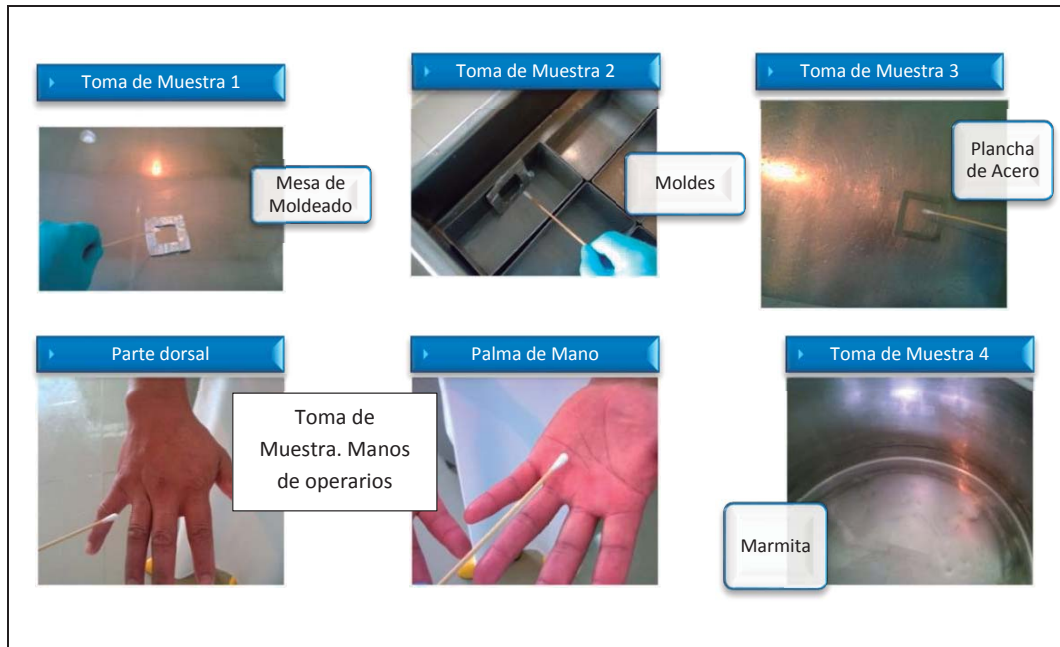 Toma de Muestra 1
Toma de Muestra 2
Toma de Muestra 3
Mesa de
Moldeado
Moldes
Plancha
de Acero
Parte dorsal
Palma de Mano
Toma de Muestra 4
Toma de
Muestra. Manos
de operarios
Marmita